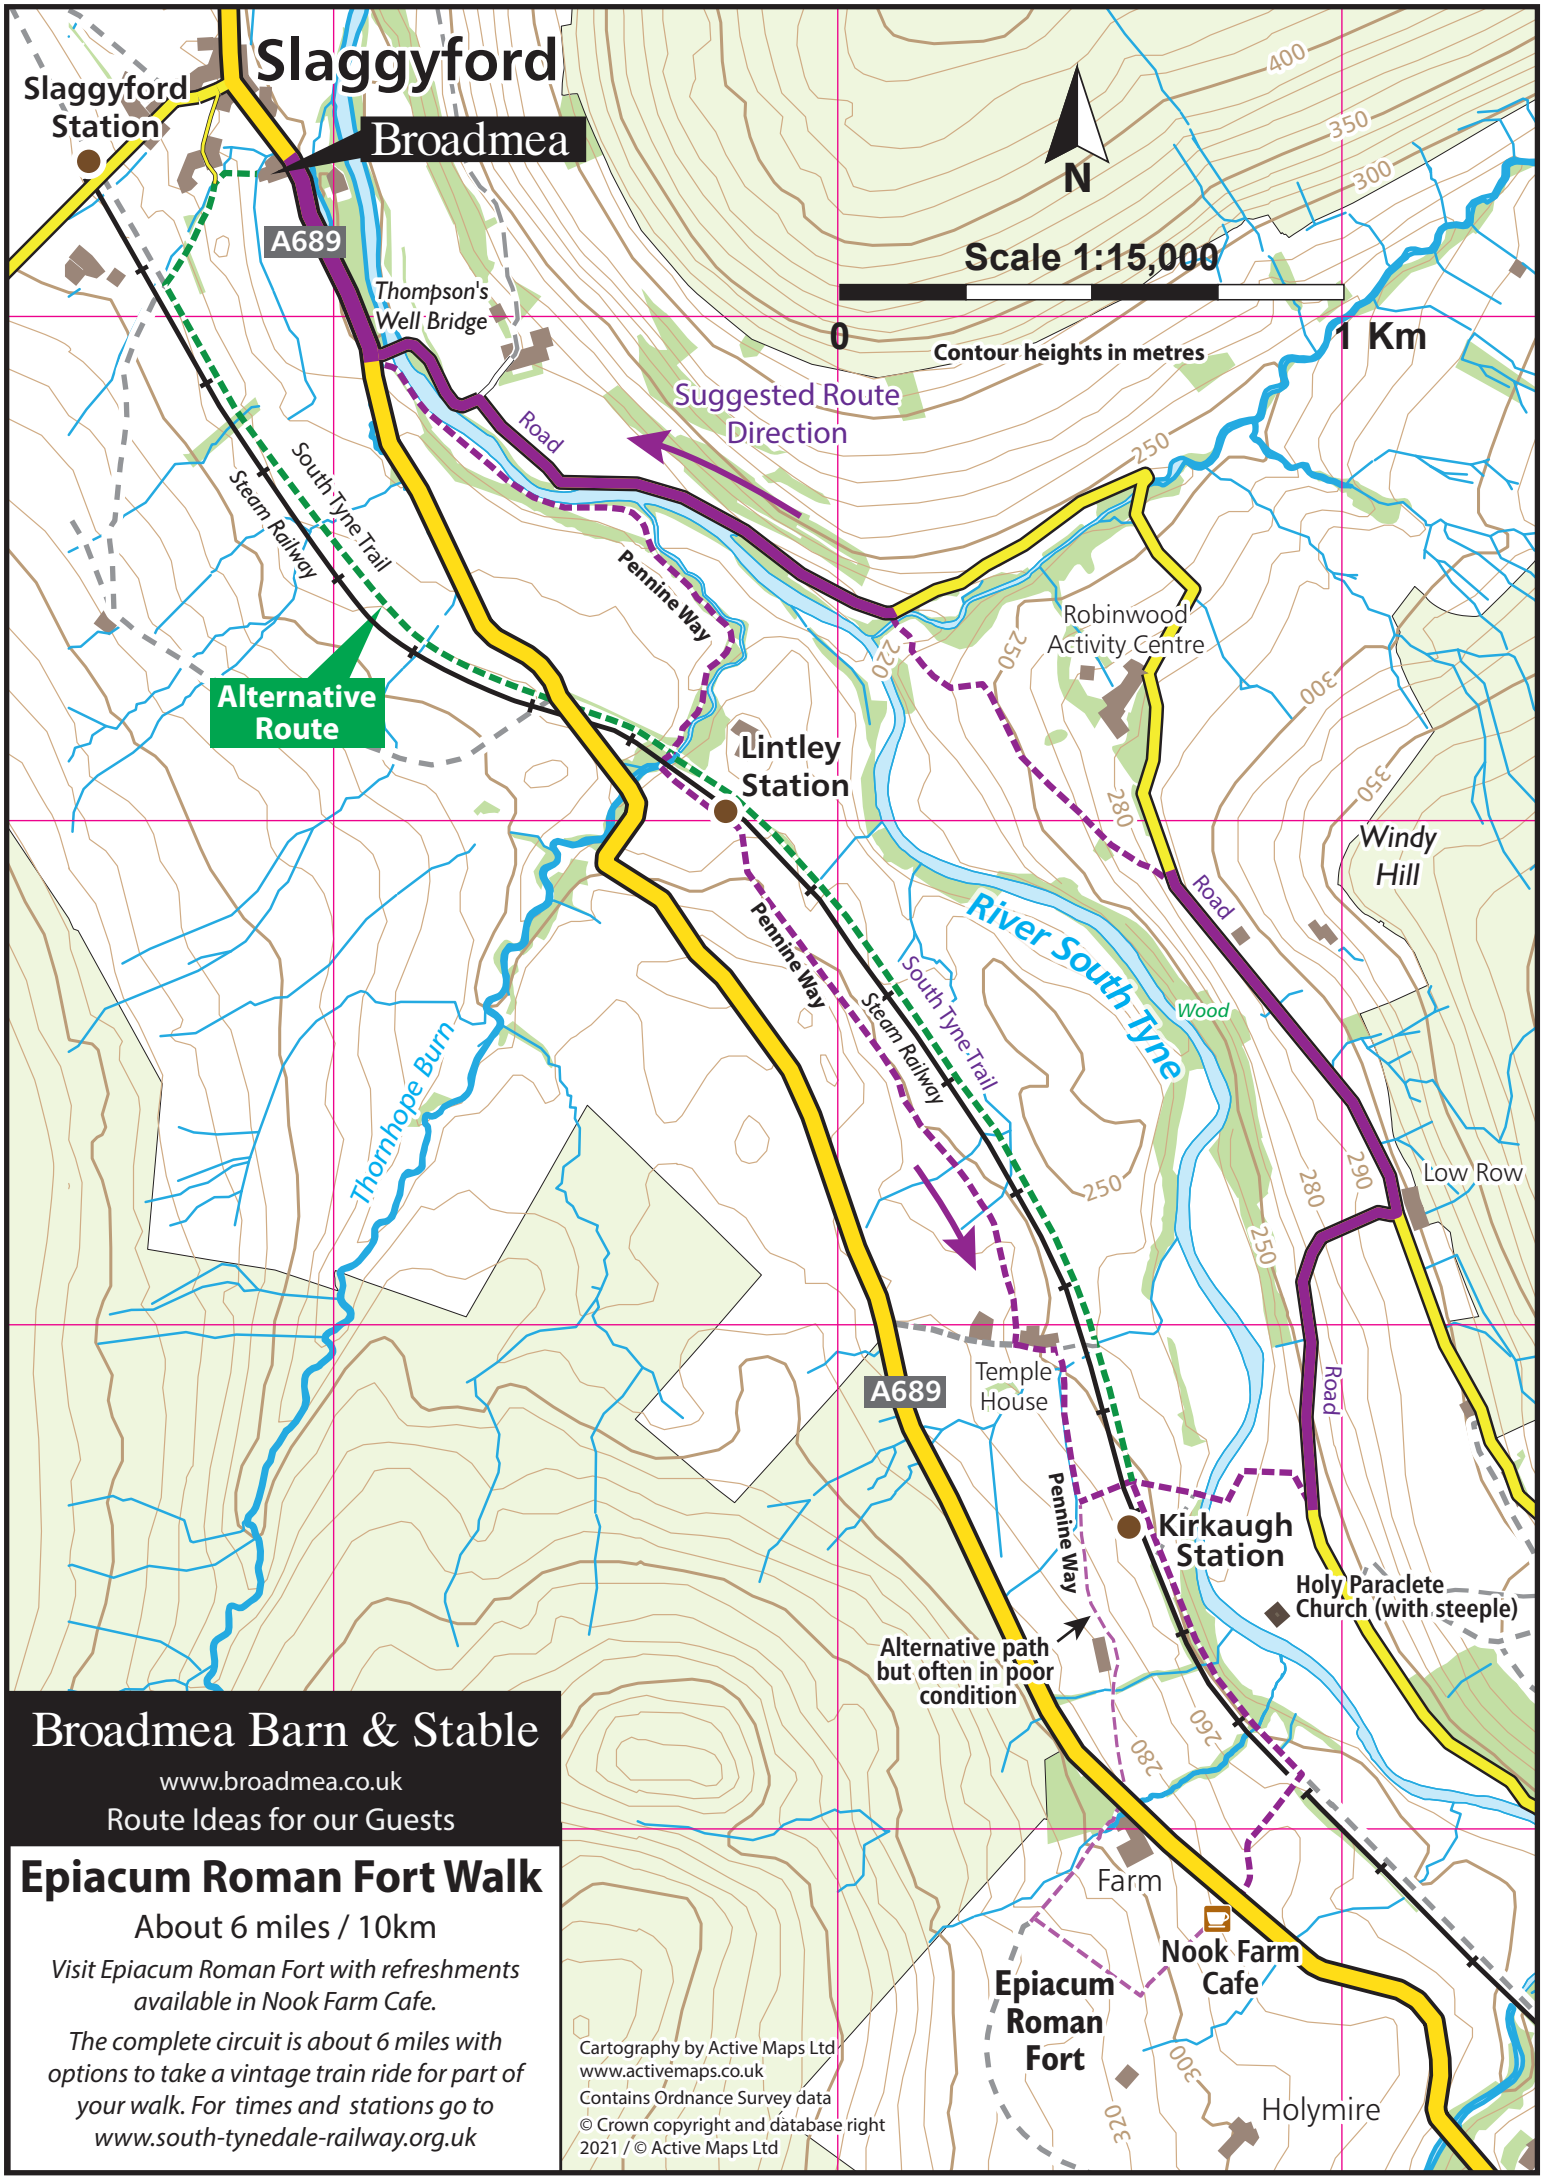 Slaggyford
Slaggyford
Station
Broadmea
A689
Thompson's
Well Bridge
400
350
300
N
Scale 1:15,000
0
1 Km
Contour heights in metres
Suggested Route
Direction
Road
250
South Tyne Trail
Steam Railway
Pennine Way
Robinwood
Activity Centre
220
250
300
Alternative
Route
Lintley
Station
280
350
Windy
Hill
Road
Pennine Way
River South Tyne
South Tyne Trail
Steam Railway
Wood
Thornhope Burn
250
280
290
Low Row
250
A689
Temple
House
Road
Pennine Way
Kirkaugh
Station
Holy Paraclete
Church (with steeple)
Alternative path
but often in poor
condition
260
280
Farm
Nook Farm
Cafe
Epiacum
Roman
Fort
300
320
Holymire
Broadmea Barn & Stable
www.broadmea.co.uk
Route Ideas for our Guests
Epiacum Roman Fort Walk
About 6 miles / 10km
Visit Epiacum Roman Fort with refreshments
available in Nook Farm Cafe.
The complete circuit is about 6 miles with
options to take a vintage train ride for part of
your walk. For times and stations go to
www.south-tynedale-railway.org.uk
Cartography by Active Maps Ltd
www.activemaps.co.uk
Contains Ordnance Survey data
© Crown copyright and database right
2021 / © Active Maps Ltd